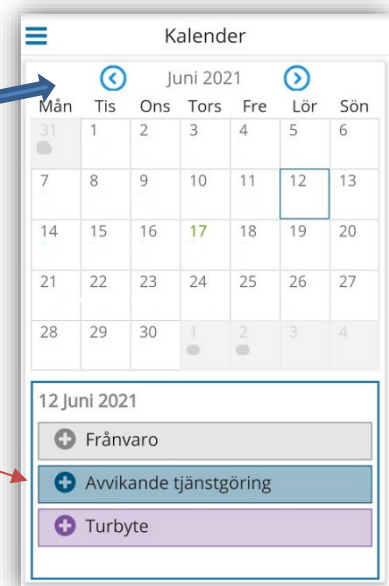 Kalender
Juni 2021
Mån Tis Ons Tors Fre Lör Sön
31 1 2 3 4 5 6
7 8 9 10 11 12 13
14 15 16 17 18 19 20
21 22 23 24 25 26 27
28 29 30 1 2 3 4
12 Juni 2021
Frånvaro
Avvikande tjänstgöring
Turbyte